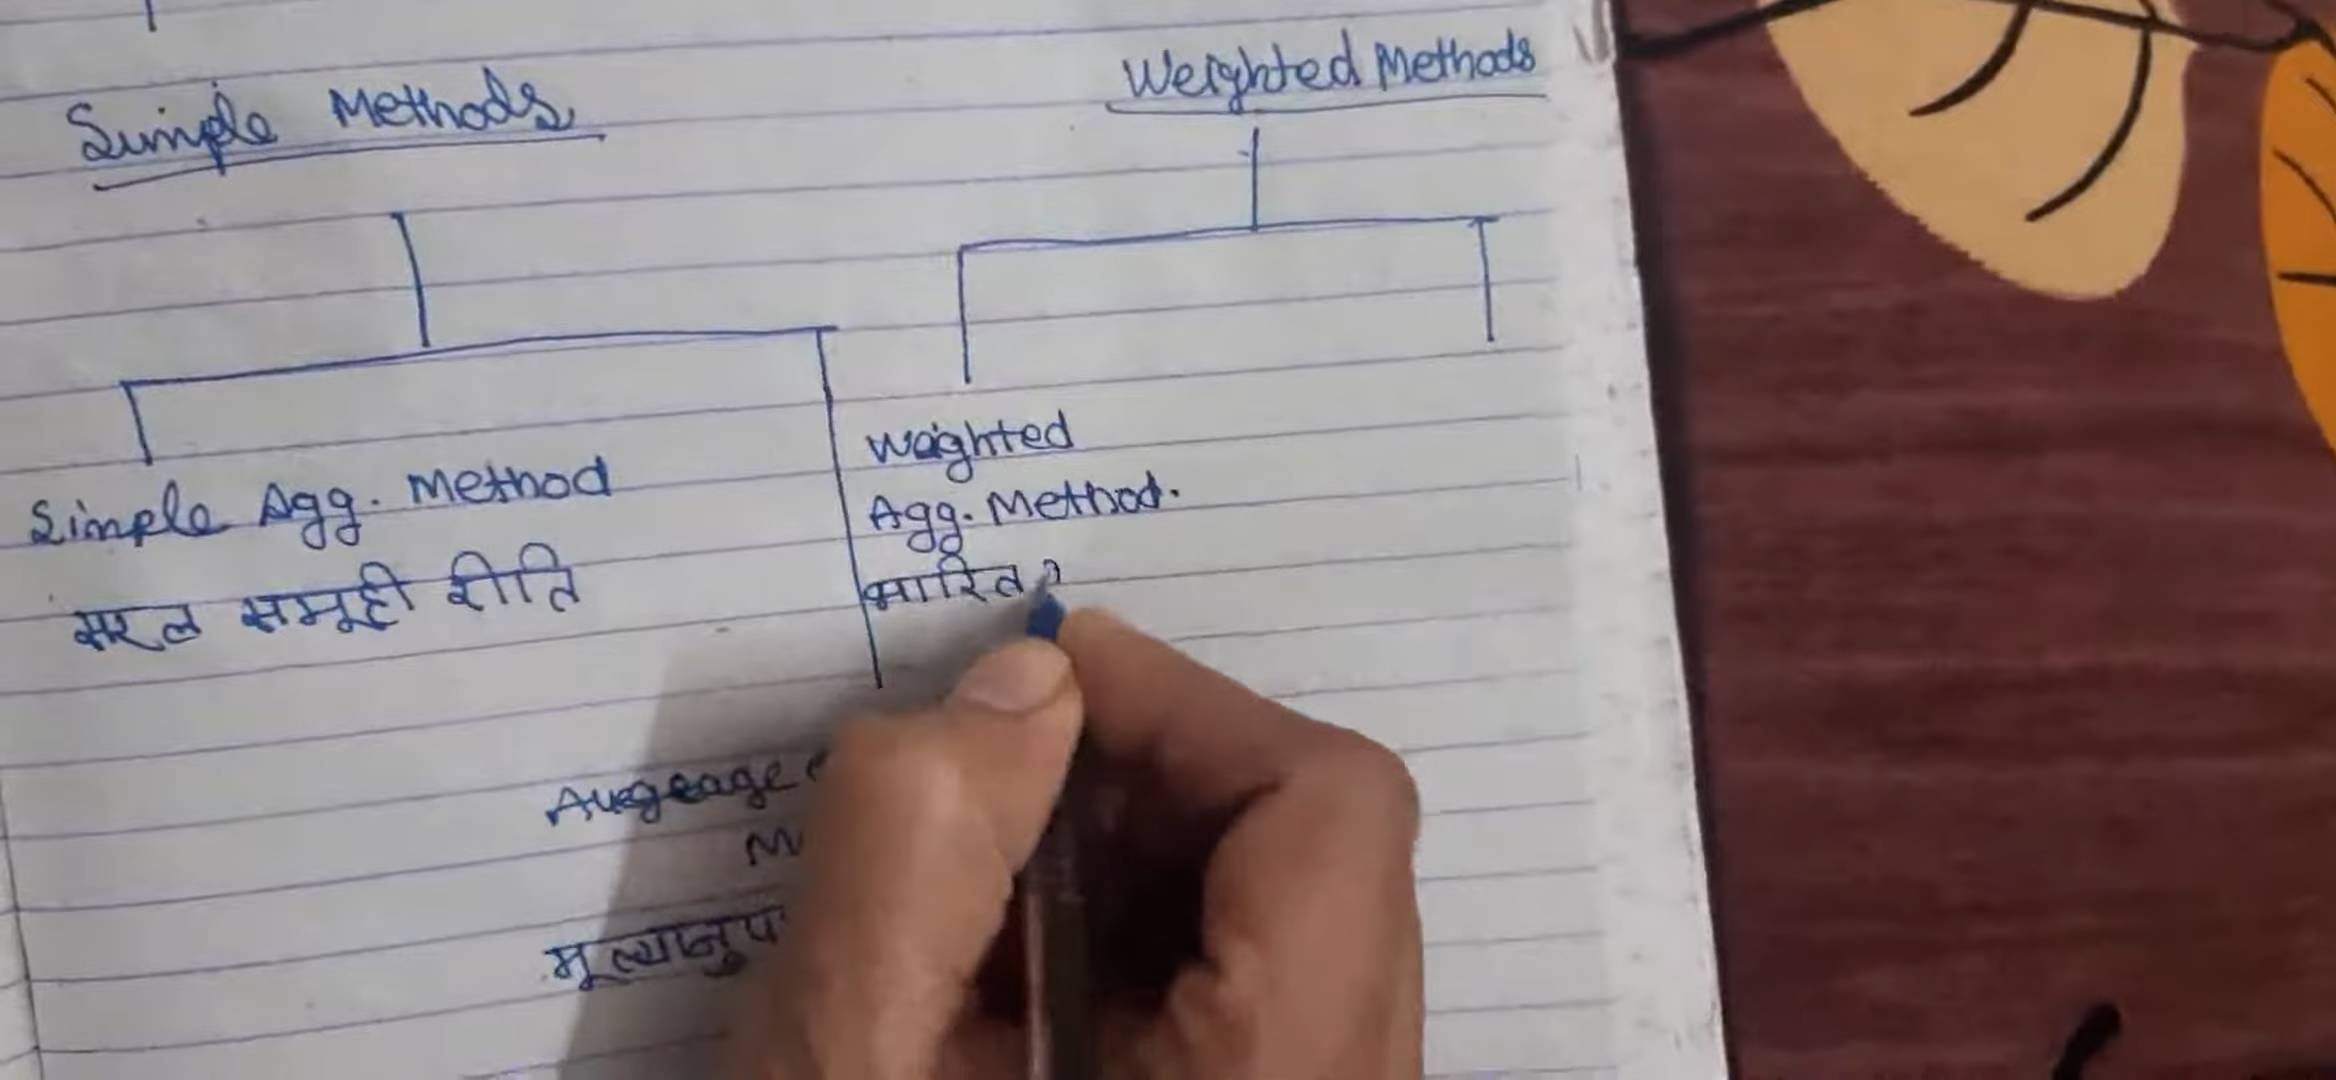 Simple Methods
Weighted Methods
Simple Agg. Method
सरल समूही रीति
Weighted
Agg. Method.
भारित